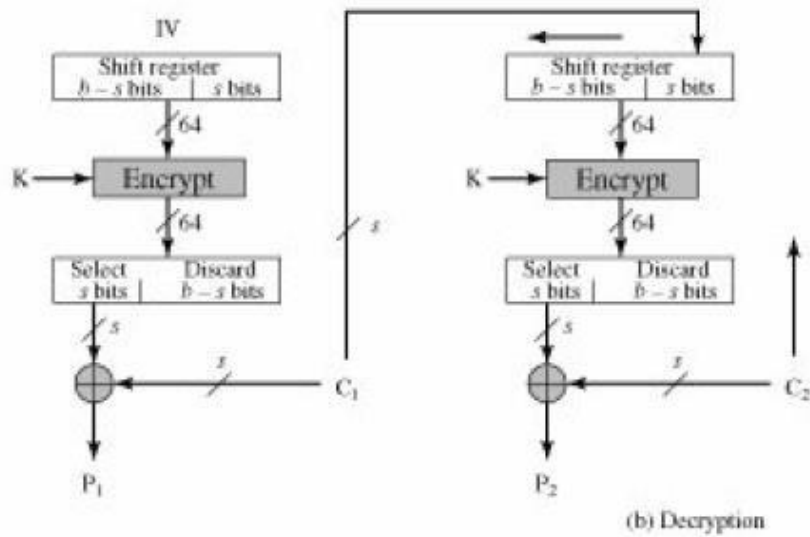 IV
Shift register
b – s bits | s bits
64
K
Encrypt
64
Select Discard
s bits | b – s bits
s
s
C1
P1
s
Shift register
b – s bits | s bits
64
K
Encrypt
64
Select Discard
s bits | b – s bits
s
s
C2
P2
(b) Decryption